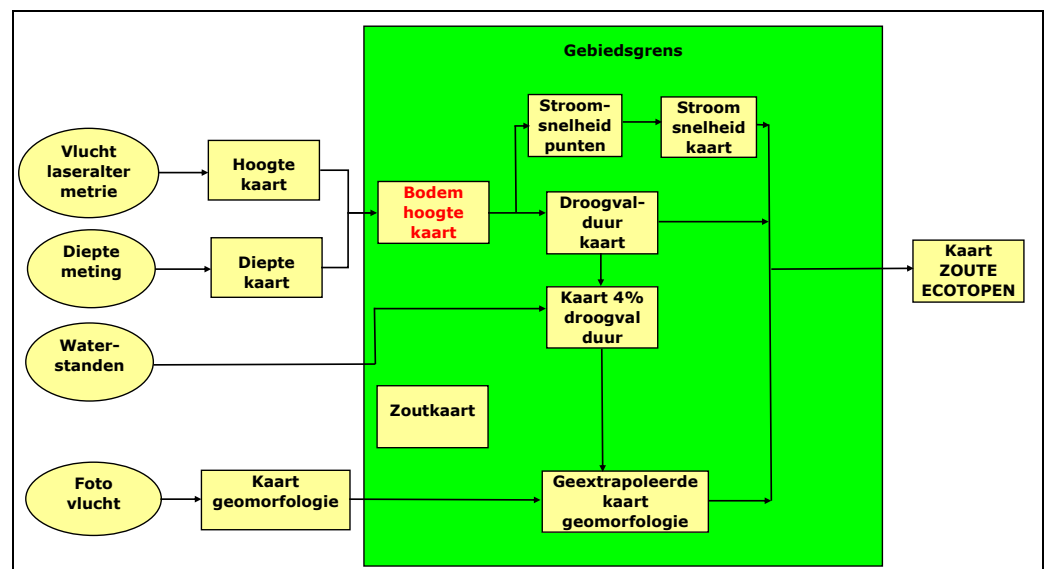 Gebiedsgrens
Stroom-
snelheid
punten
Stroom
snelheid
kaart
Vlucht
laseralter
metrie
Hoogte
kaart
Bodem
hoogte
kaart
Droogval-
duur
kaart
Diepte
meting
Diepte
kaart
Kaart
ZOUTE
ECOTOPEN
Kaart 4%
droogval
duur
Water-
standen
Zoutkaart
Foto
vlucht
Kaart
geomorfologie
Geextrapoleerde
kaart
geomorfologie